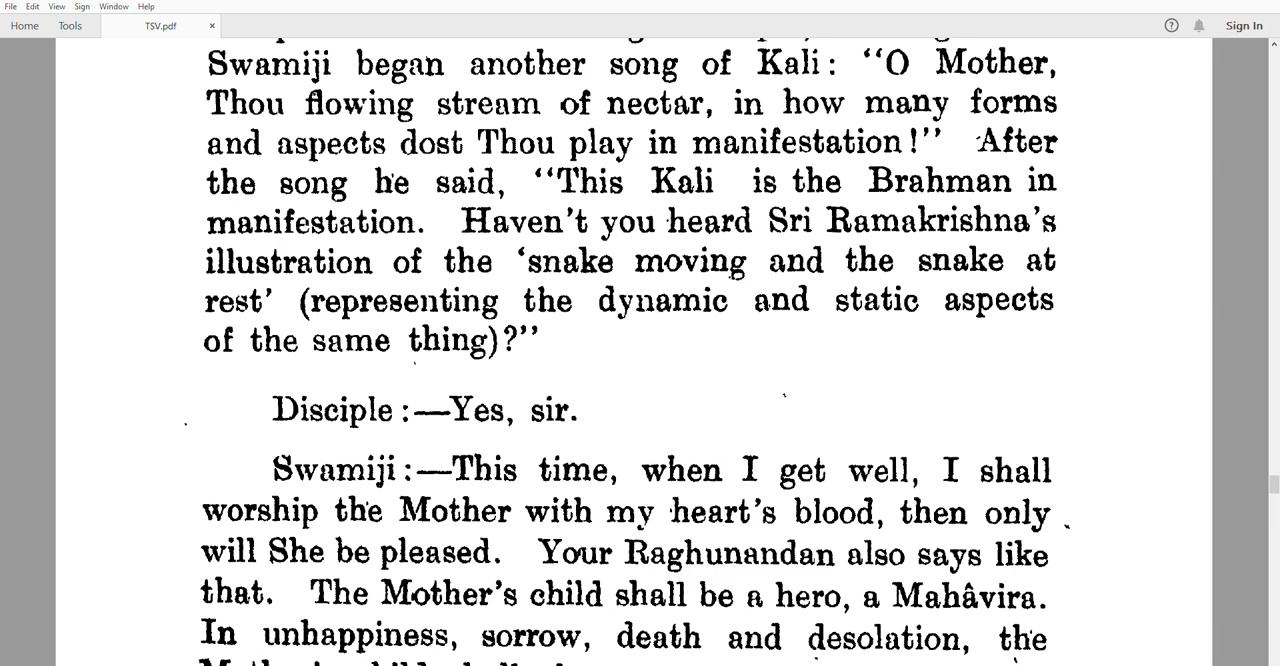 File Edit View Sign Window Help
Home Tools TSV.pdf × Sign In
Swamiji began another song of Kali: “O Mother,
Thou flowing stream of nectar, in how many forms
and aspects dost Thou play in manifestation!” After
the song he said, “This Kali is the Brahman in
manifestation. Haven’t you heard Sri Ramakrishna’s
illustration of the ‘snake moving and the snake at
rest’ (representing the dynamic and static aspects
of the same thing)?”
Disciple:—Yes, sir.
Swamiji:—This time, when I get well, I shall
worship the Mother with my heart’s blood, then only
will She be pleased. Your Raghunandan also says like
that. The Mother’s child shall be a hero, a Mahâvira.
In unhappiness, sorrow, death and desolation, the